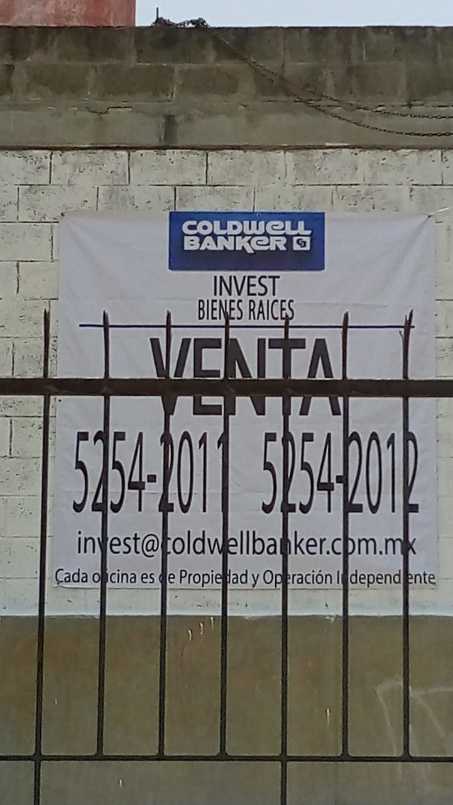 COLDWELL
BANKER CB
INVEST
BIENES RAICES
VENTA
5254-2011 5254-2012
invest@coldwellbanker.com.mx
Cada oficina es de Propiedad y Operación Independiente